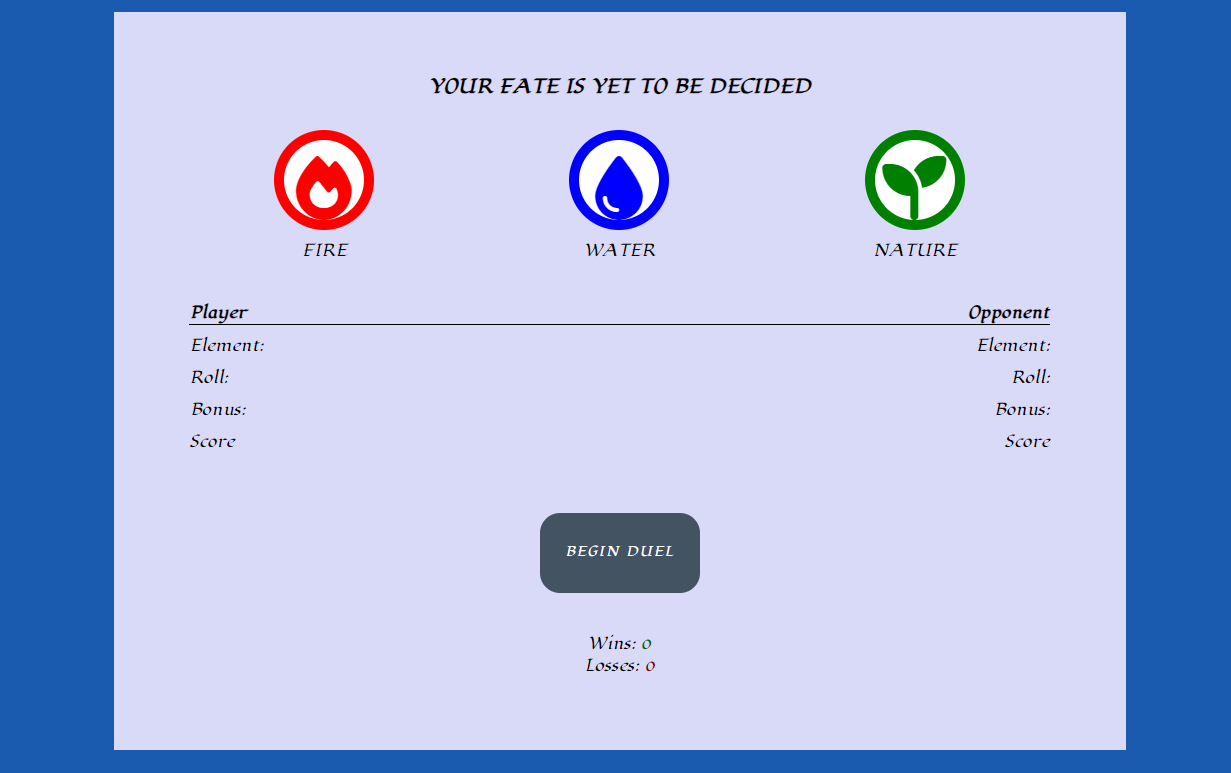 YOUR FATE IS YET TO BE DECIDED
FIRE WATER NATURE
Player Opponent
Element: Element:
Roll: Roll:
Bonus: Bonus:
Score Score
BEGIN DUEL
Wins: 0
Losses: 0